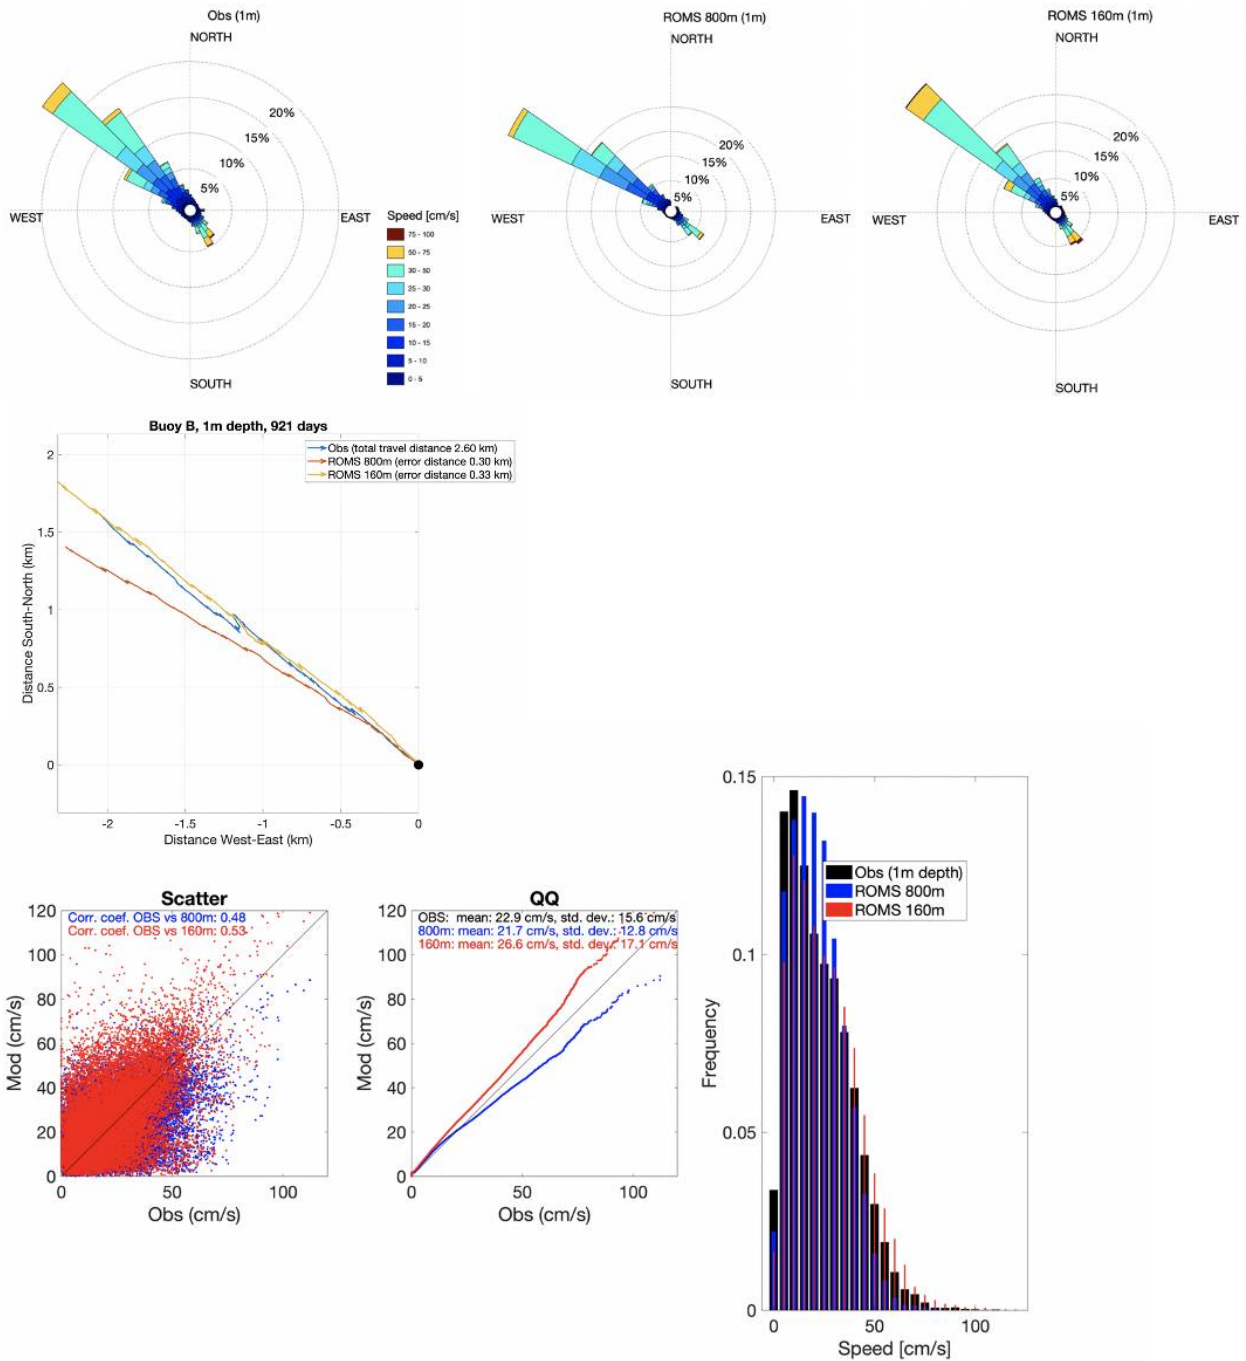 Obs (1m)
NORTH
20%
15%
10%
5%
WEST
EAST
SOUTH
Speed [cm/s]
75 - 100
50 - 75
30 - 50
25 - 30
20 - 25
15 - 20
10 - 15
5 - 10
0 - 5
ROMS 800m (1m)
NORTH
20%
15%
10%
5%
WEST
EAST
SOUTH
ROMS 160m (1m)
NORTH
20%
15%
10%
5%
WEST
EAST
SOUTH
Buoy B, 1m depth, 921 days
Obs (total travel distance 2.60 km)
ROMS 800m (error distance 0.30 km)
ROMS 160m (error distance 0.33 km)
Distance South-North (km)
2
1.5
1
0.5
0
-2
-1.5
-1
-0.5
0
Distance West-East (km)
Scatter
Corr. coef. OBS vs 800m: 0.48
Corr. coef. OBS vs 160m: 0.53
Mod (cm/s)
120
100
80
60
40
20
0
0
50
100
Obs (cm/s)
QQ
OBS: mean: 22.9 cm/s, std. dev.: 15.6 cm/s
800m: mean: 21.7 cm/s, std. dev.: 12.8 cm/s
160m: mean: 26.6 cm/s, std. dev.: 17.1 cm/s
Mod (cm/s)
120
100
80
60
40
20
0
0
50
100
Obs (cm/s)
Obs (1m depth)
ROMS 800m
ROMS 160m
Frequency
0.15
0.1
0.05
0
0
50
100
Speed [cm/s]